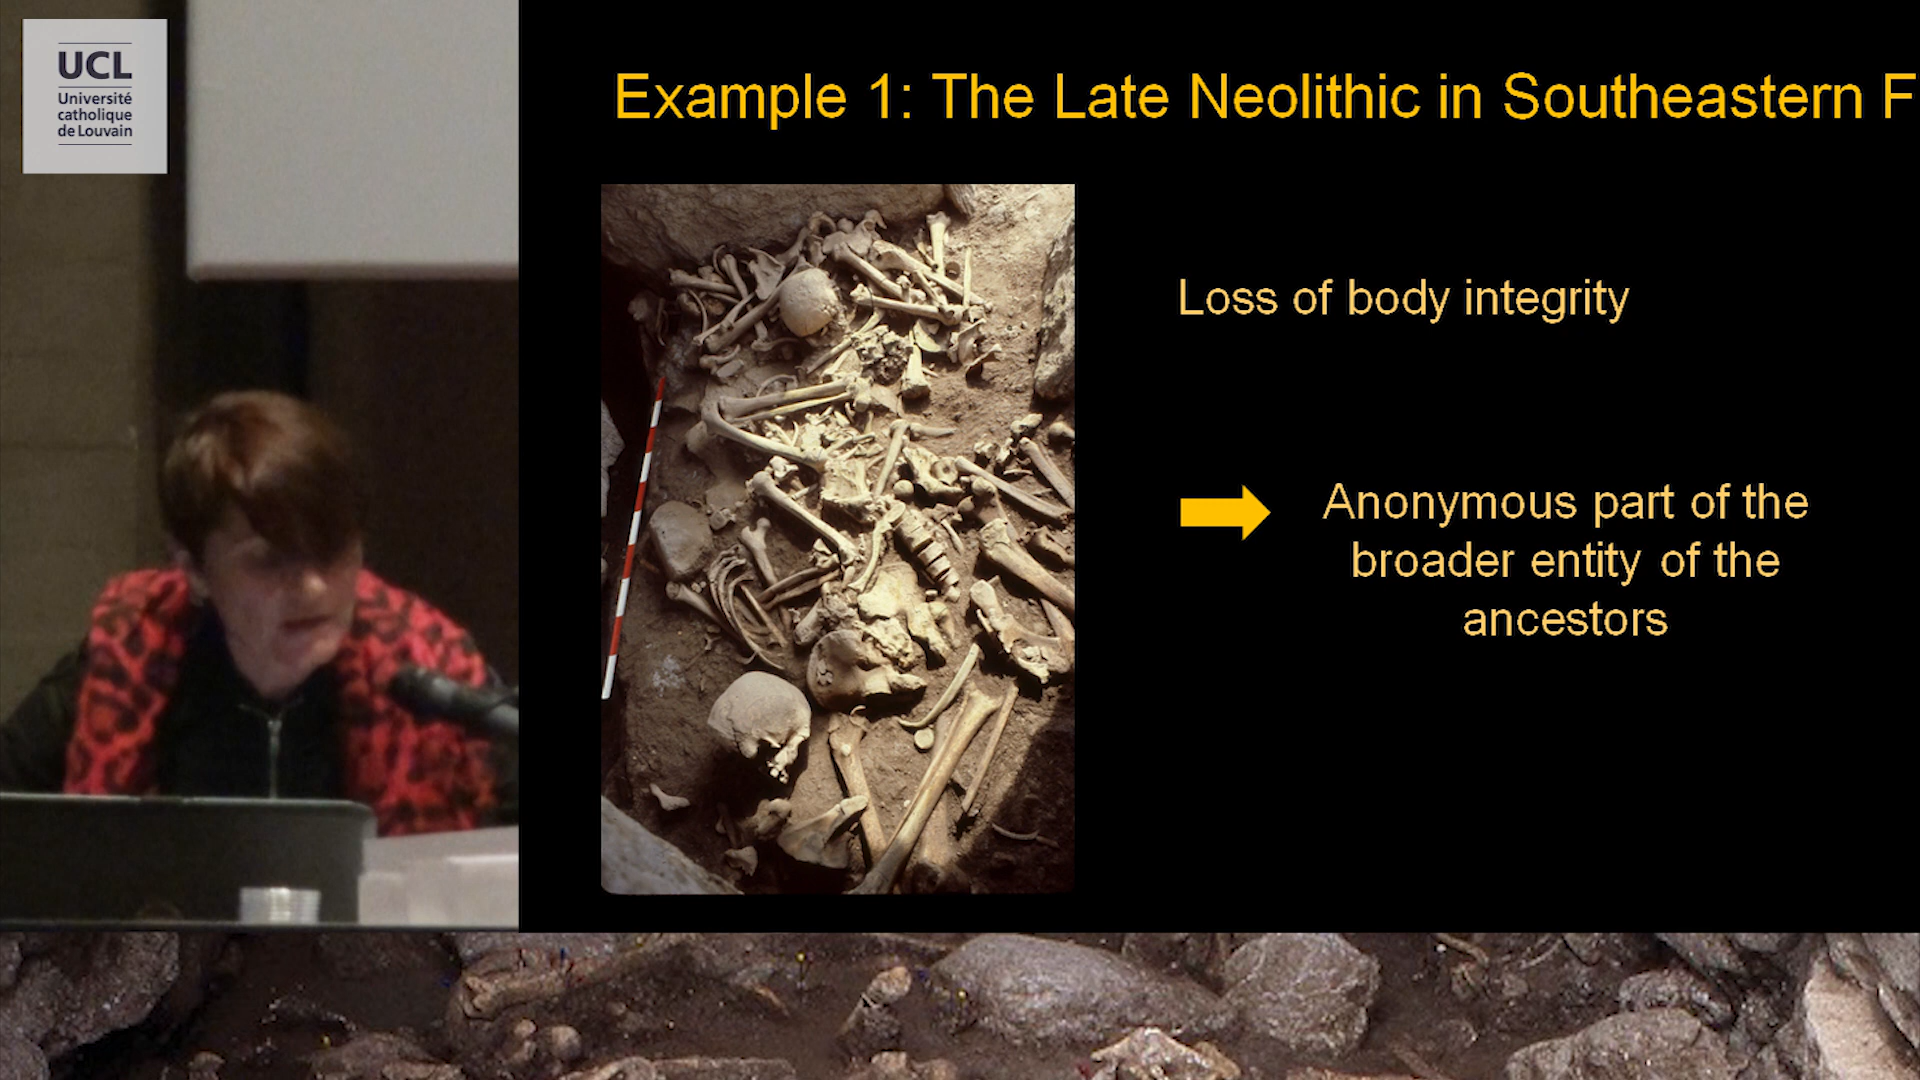 UCL
Université
catholique
de Louvain
Example 1: The Late Neolithic in Southeastern F
Loss of body integrity
Anonymous part of the
broader entity of the
ancestors